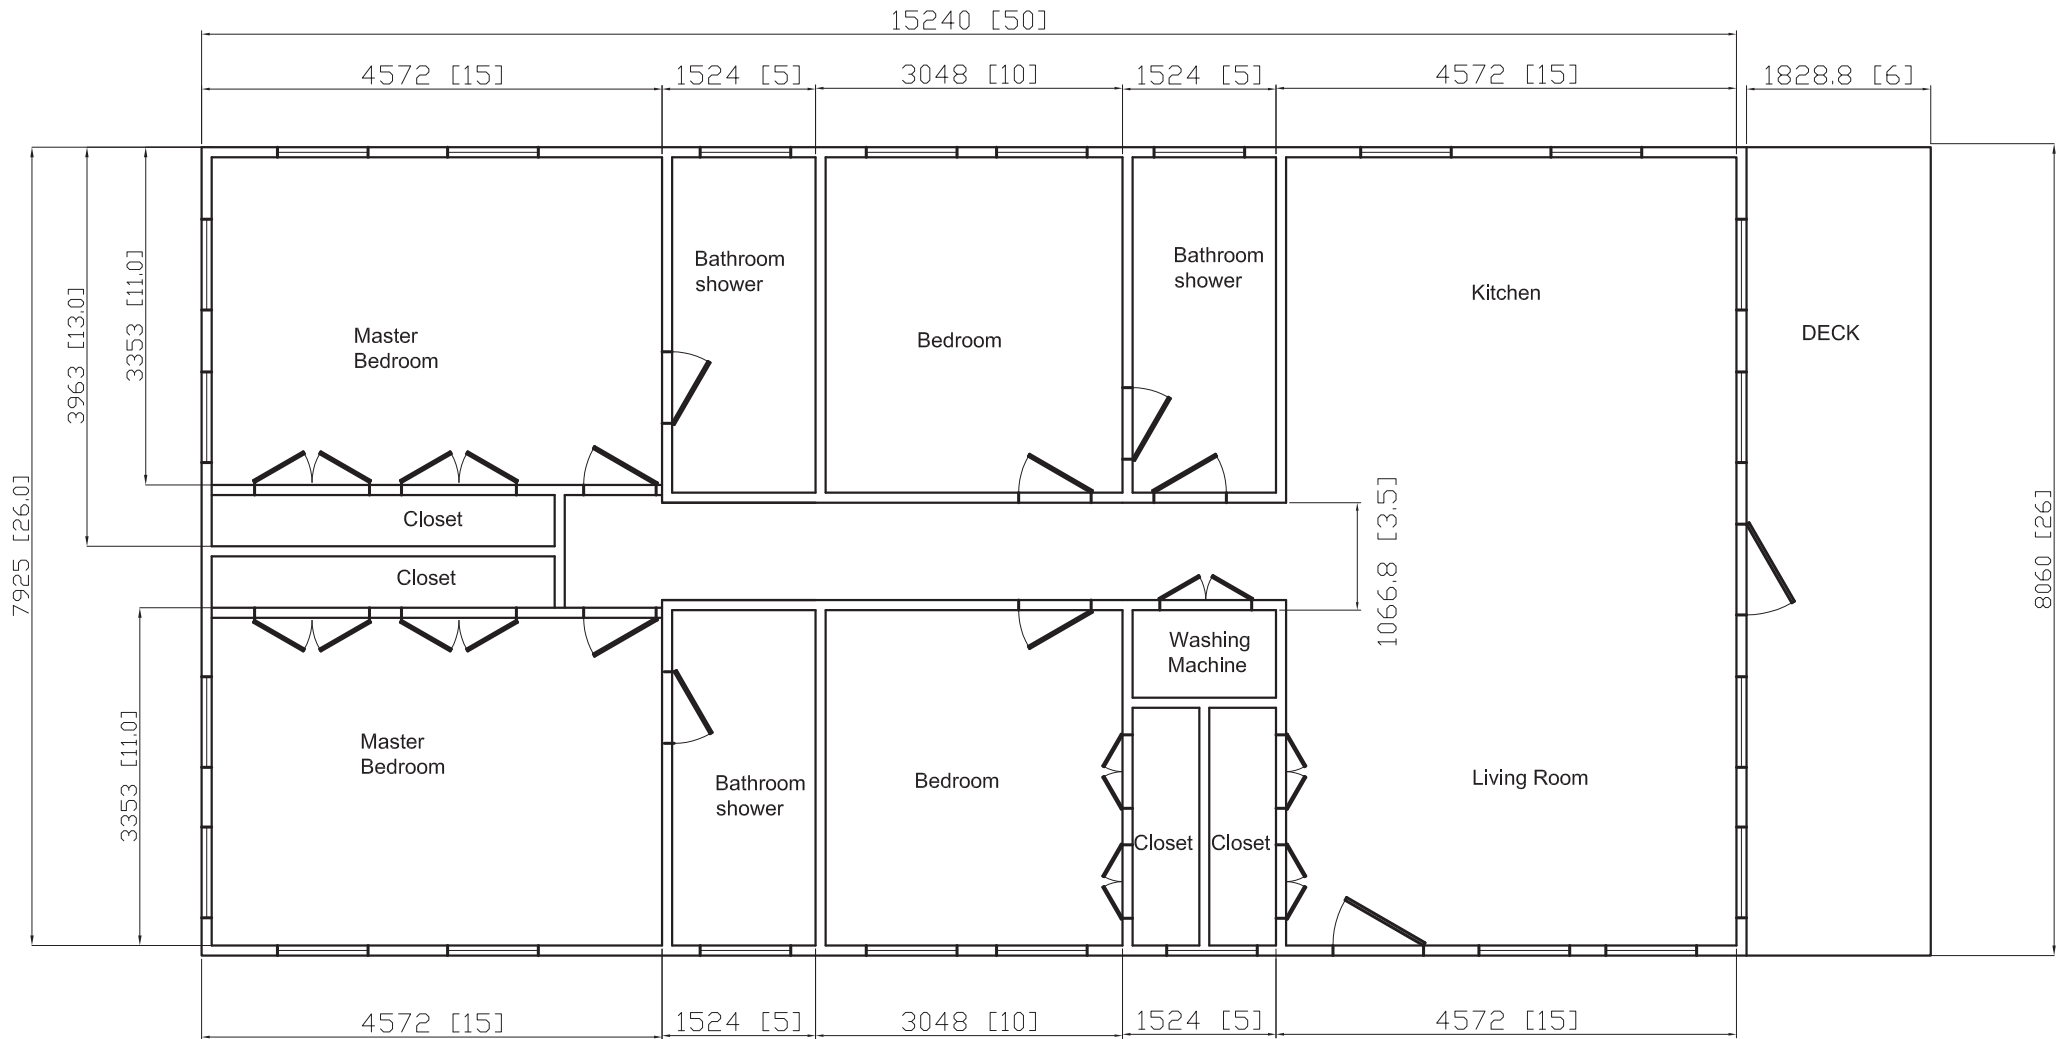 15240 [50]
4572 [15]
1524 [5]
3048 [10]
1524 [5]
4572 [15]
1828.8 [6]
7925 [26.0]
3963 [13.0]
3353 [11.0]
3353 [11.0]
Master
Bedroom
Bathroom
shower
Bedroom
Bathroom
shower
Kitchen
DECK
Closet
Closet
1066.8 [3.5]
8060 [26]
Washing
Machine
Master
Bedroom
Bathroom
shower
Bedroom
Closet
Closet
Living Room
4572 [15]
1524 [5]
3048 [10]
1524 [5]
4572 [15]